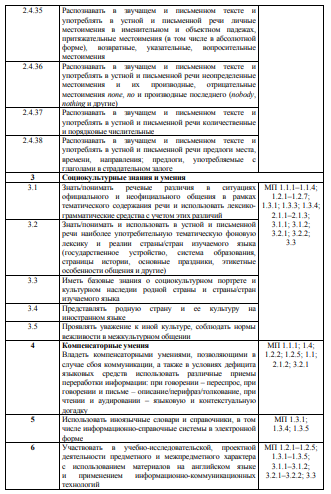 2.4.35 Распознавать в звучащем и письменном тексте и
употреблять в устной и письменной речи личные
местоимения в именительном и объектном падежах,
притяжательные местоимения (в том числе в абсолютной
форме), возвратные, указательные, вопросительные
местоимения
2.4.36 Распознавать в звучащем и письменном тексте и
употреблять в устной и письменной речи неопределенные
местоимения и их производные, отрицательные
местоимения none, no и производные последнего (nobody,
nothing и другие)
2.4.37 Распознавать в звучащем и письменном тексте и
употреблять в устной и письменной речи количественные
и порядковые числительные
2.4.38 Распознавать в звучащем и письменном тексте и
употреблять в устной и письменной речи предлоги места,
времени, направления; предлоги, употребляемые с
глаголами в страдательном залоге
3 Социокультурные знания и умения
3.1 Знать/понимать речевые различия в ситуациях
официального и неофициального общения в рамках
тематического содержания речи и использовать лексико-
грамматические средства с учетом этих различий
МП 1.1.1–1.1.4;
1.2.1–1.2.7;
1.3.1; 1.3.3; 1.3.4;
2.1.1–2.1.3;
3.1.1; 3.1.2;
3.2.1; 3.2.2;
3.3
3.2 Знать/понимать и использовать в устной и письменной
речи наиболее употребительную тематическую фоновую
лексику и реалии страны/стран изучаемого языка
(государственное устройство, система образования,
страницы истории, основные праздники, этикетные
особенности общения и другие)
3.3 Иметь базовые знания о социокультурном портрете и
культурном наследии родной страны и страны/стран
изучаемого языка
3.4 Представлять родную страну и ее культуру на
иностранном языке
3.5 Проявлять уважение к иной культуре, соблюдать нормы
вежливости в межкультурном общении
4 Компенсаторные умения
Владеть компенсаторными умениями, позволяющими в
случае сбоя коммуникации, а также в условиях дефицита
языковых средств использовать различные приемы
переработки информации: при говорении – переспрос, при
говорении и письме – описание/перифраз/толкование, при
чтении и аудировании – языковую и контекстуальную
догадку
МП 1.1.1; 1.4;
1.2.2; 1.2.5; 1.1;
2.1.2; 3.2.1
5 Использовать иноязычные словари и справочники, в том
числе информационно-справочные системы в электронной
форме
МП 1.3.1;
1.3.4; 1.3.5
6 Участвовать в учебно-исследовательской, проектной
деятельности предметного и межпредметного характера
с использованием материалов на английском языке
и применением информационно-коммуникационных
технологий
МП 1.2.1–1.2.5;
1.3.1–1.3.5;
3.1.1–3.1.2;
3.2.1–3.2.2; 3.3